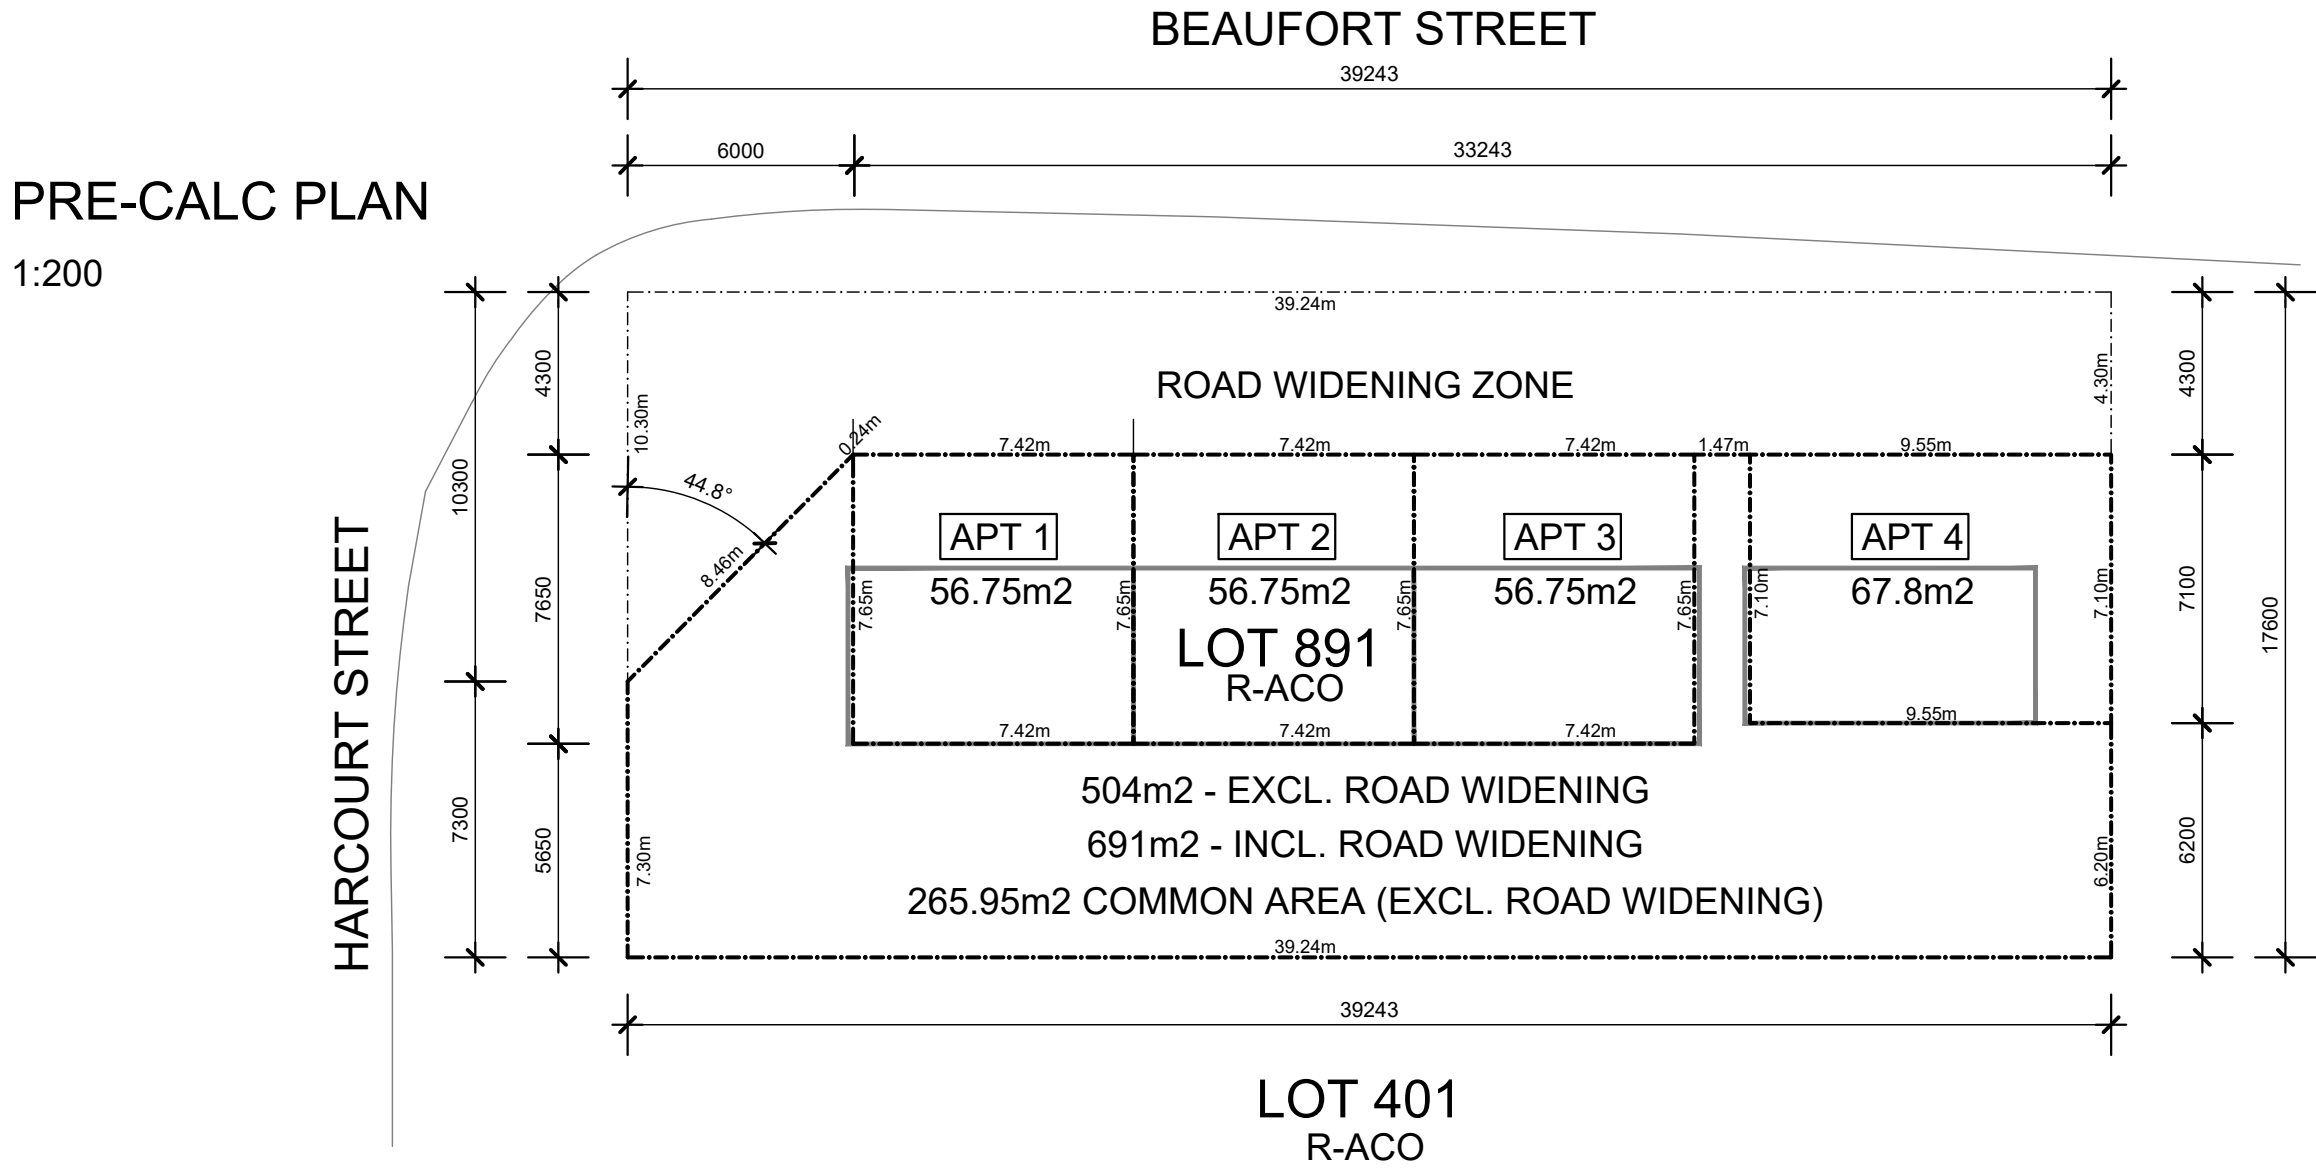 BEAUFORT STREET
39243
6000
33243
PRE-CALC PLAN
1:200
39.24m
4300
10300
10.30m
ROAD WIDENING ZONE
4.30m
4300
17600
0.24m
7.42m
7.42m
7.42m
1.47m
9.55m
44.8°
8.46m
APT 1
APT 2
APT 3
APT 4
56.75m2
56.75m2
56.75m2
67.8m2
7650
7.65m
7.65m
7.65m
7.65m
7.10m
7.10m
7100
LOT 891
R-ACO
HARCOURT STREET
7.42m
7.42m
7.42m
9.55m
7300
5650
7.30m
504m2 - EXCL. ROAD WIDENING
691m2 - INCL. ROAD WIDENING
265.95m2 COMMON AREA (EXCL. ROAD WIDENING)
6.20m
6200
39.24m
39243
LOT 401
R-ACO